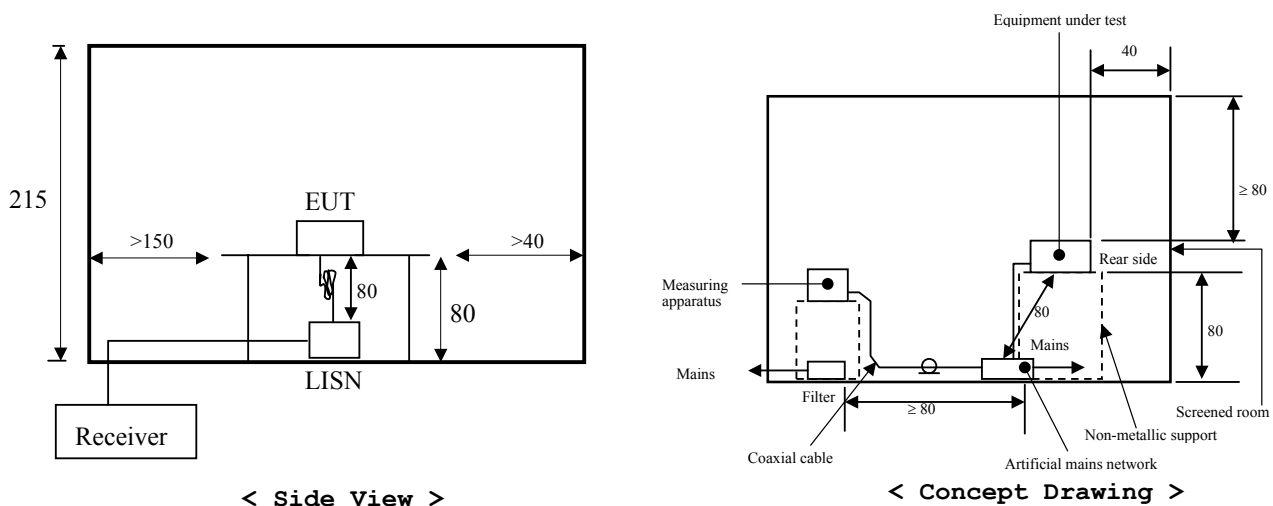 215
EUT
>150
>40
80
80
LISN
Receiver
< Side View >
Equipment under test
40
≥ 80
Rear side
Measuring
apparatus
80
80
Mains
Mains
Filter
≥ 80
Screened room
Non-metallic support
Coaxial cable
Artificial mains network
< Concept Drawing >